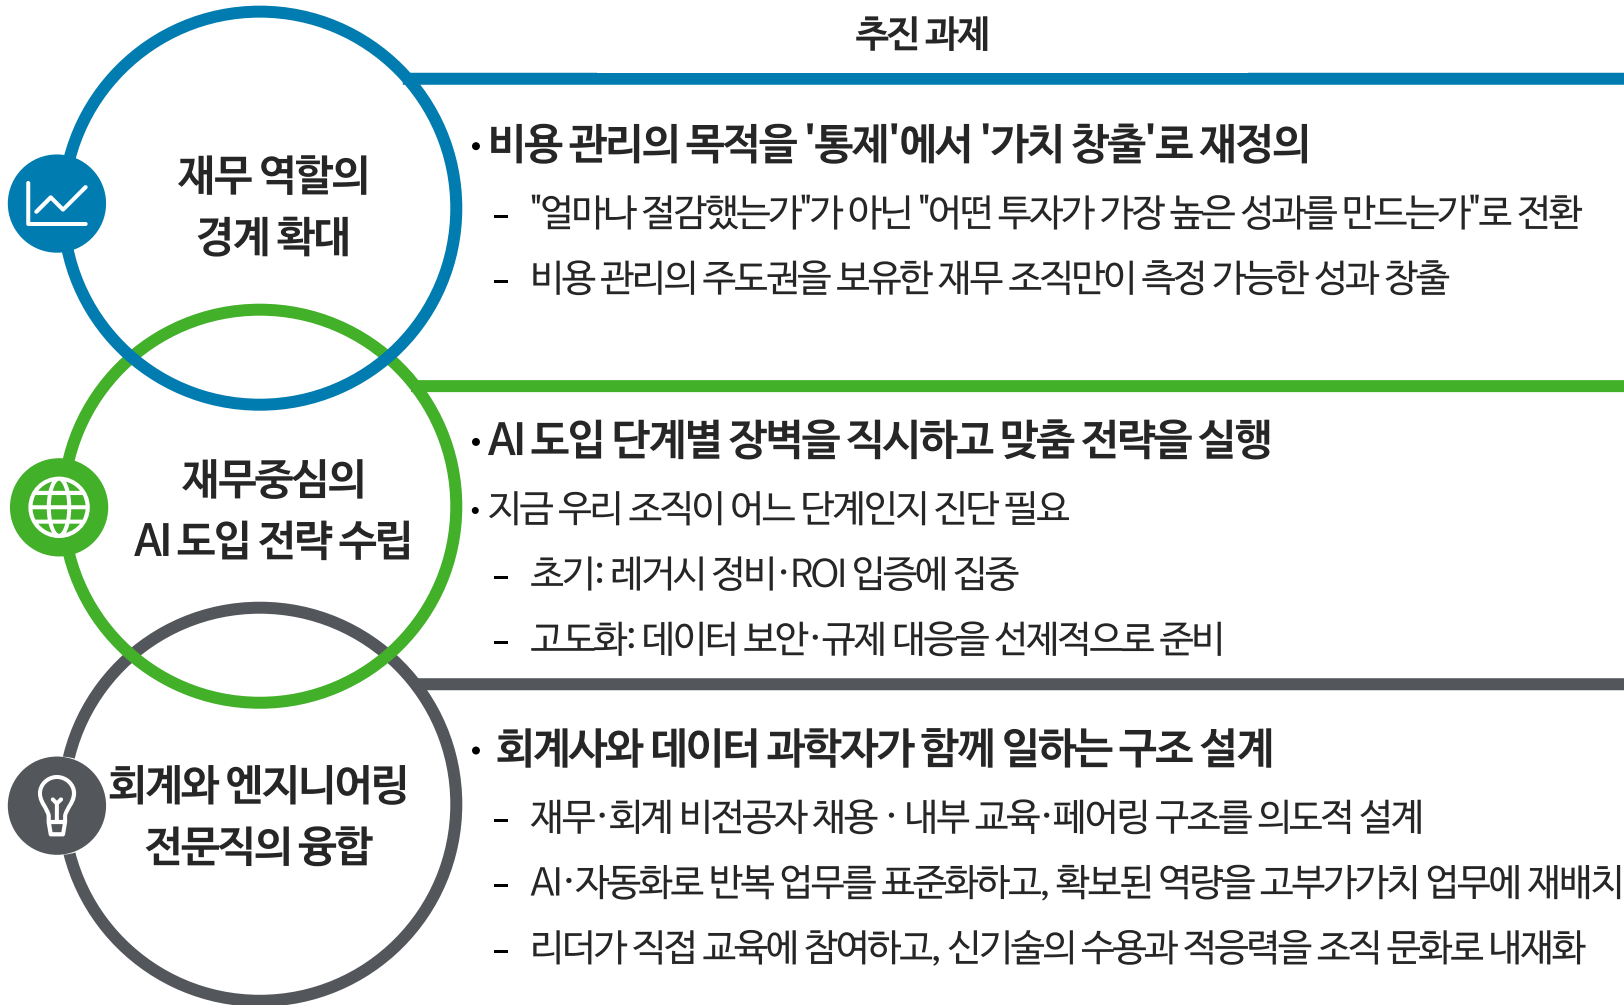 추진 과제
재무 역할의
경계 확대
· 비용 관리의 목적을 '통제'에서 '가치 창출'로 재정의
- "얼마나 절감했는가"가 아닌 "어떤 투자가 가장 높은 성과를 만드는가"로 전환
- 비용 관리의 주도권을 보유한 재무 조직만이 측정 가능한 성과 창출
재무중심의
AI 도입 전략 수립
· AI 도입 단계별 장벽을 직시하고 맞춤 전략을 실행
· 지금 우리 조직이 어느 단계인지 진단 필요
- 초기: 레거시 정비·ROI 입증에 집중
- 고도화: 데이터 보안·규제 대응을 선제적으로 준비
회계와 엔지니어링
전문직의 융합
· 회계사와 데이터 과학자가 함께 일하는 구조 설계
- 재무·회계 비전공자 채용 · 내부 교육·페어링 구조를 의도적 설계
- AI·자동화로 반복 업무를 표준화하고, 확보된 역량을 고부가가치 업무에 재배치
- 리더가 직접 교육에 참여하고, 신기술의 수용과 적응력을 조직 문화로 내재화